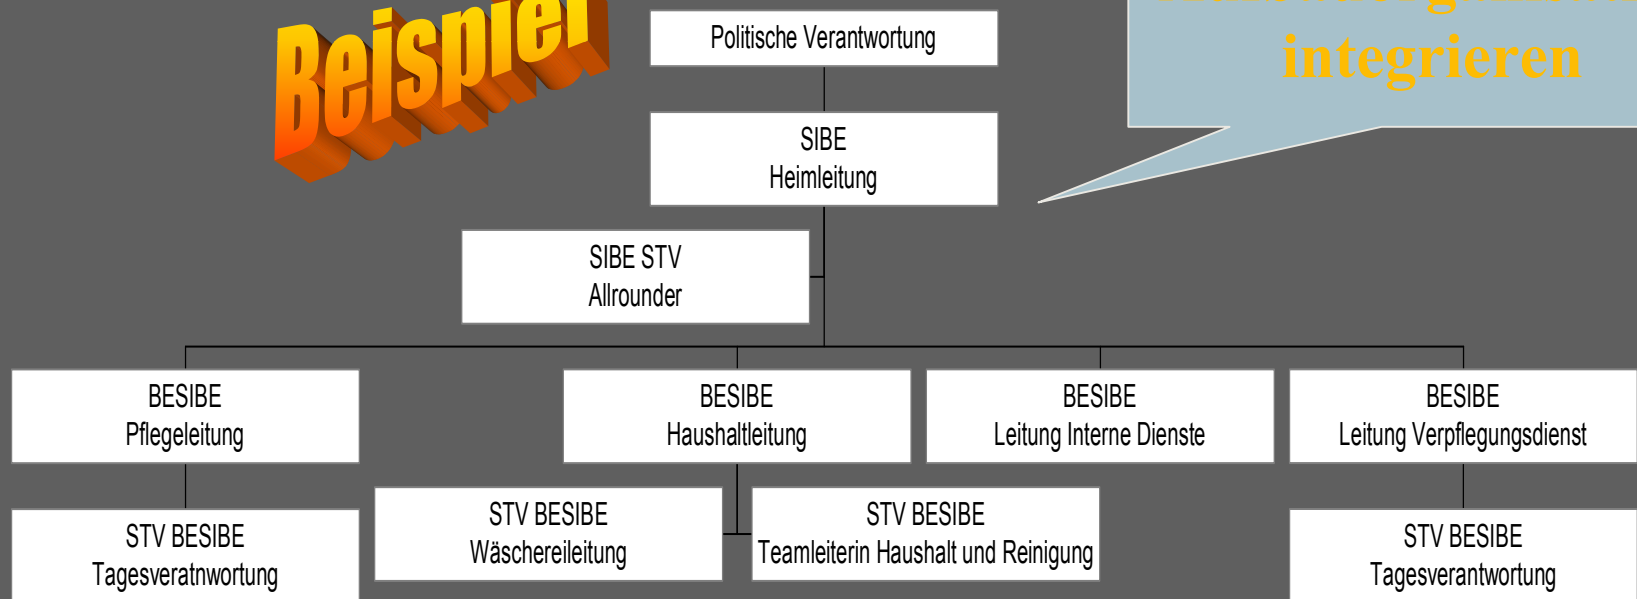 Beispiel
integrieren
Politische Verantwortung
SIBE
Heimleitung
SIBE STV
Allrounder
BESIBE
Pflegeleitung
BESIBE
Haushaltleitung
BESIBE
Leitung Interne Dienste
BESIBE
Leitung Verpflegungsdienst
STV BESIBE
Tagesveratnwortung
STV BESIBE
Wäschereileitung
STV BESIBE
Teamleiterin Haushalt und Reinigung
STV BESIBE
Tagesverantwortung